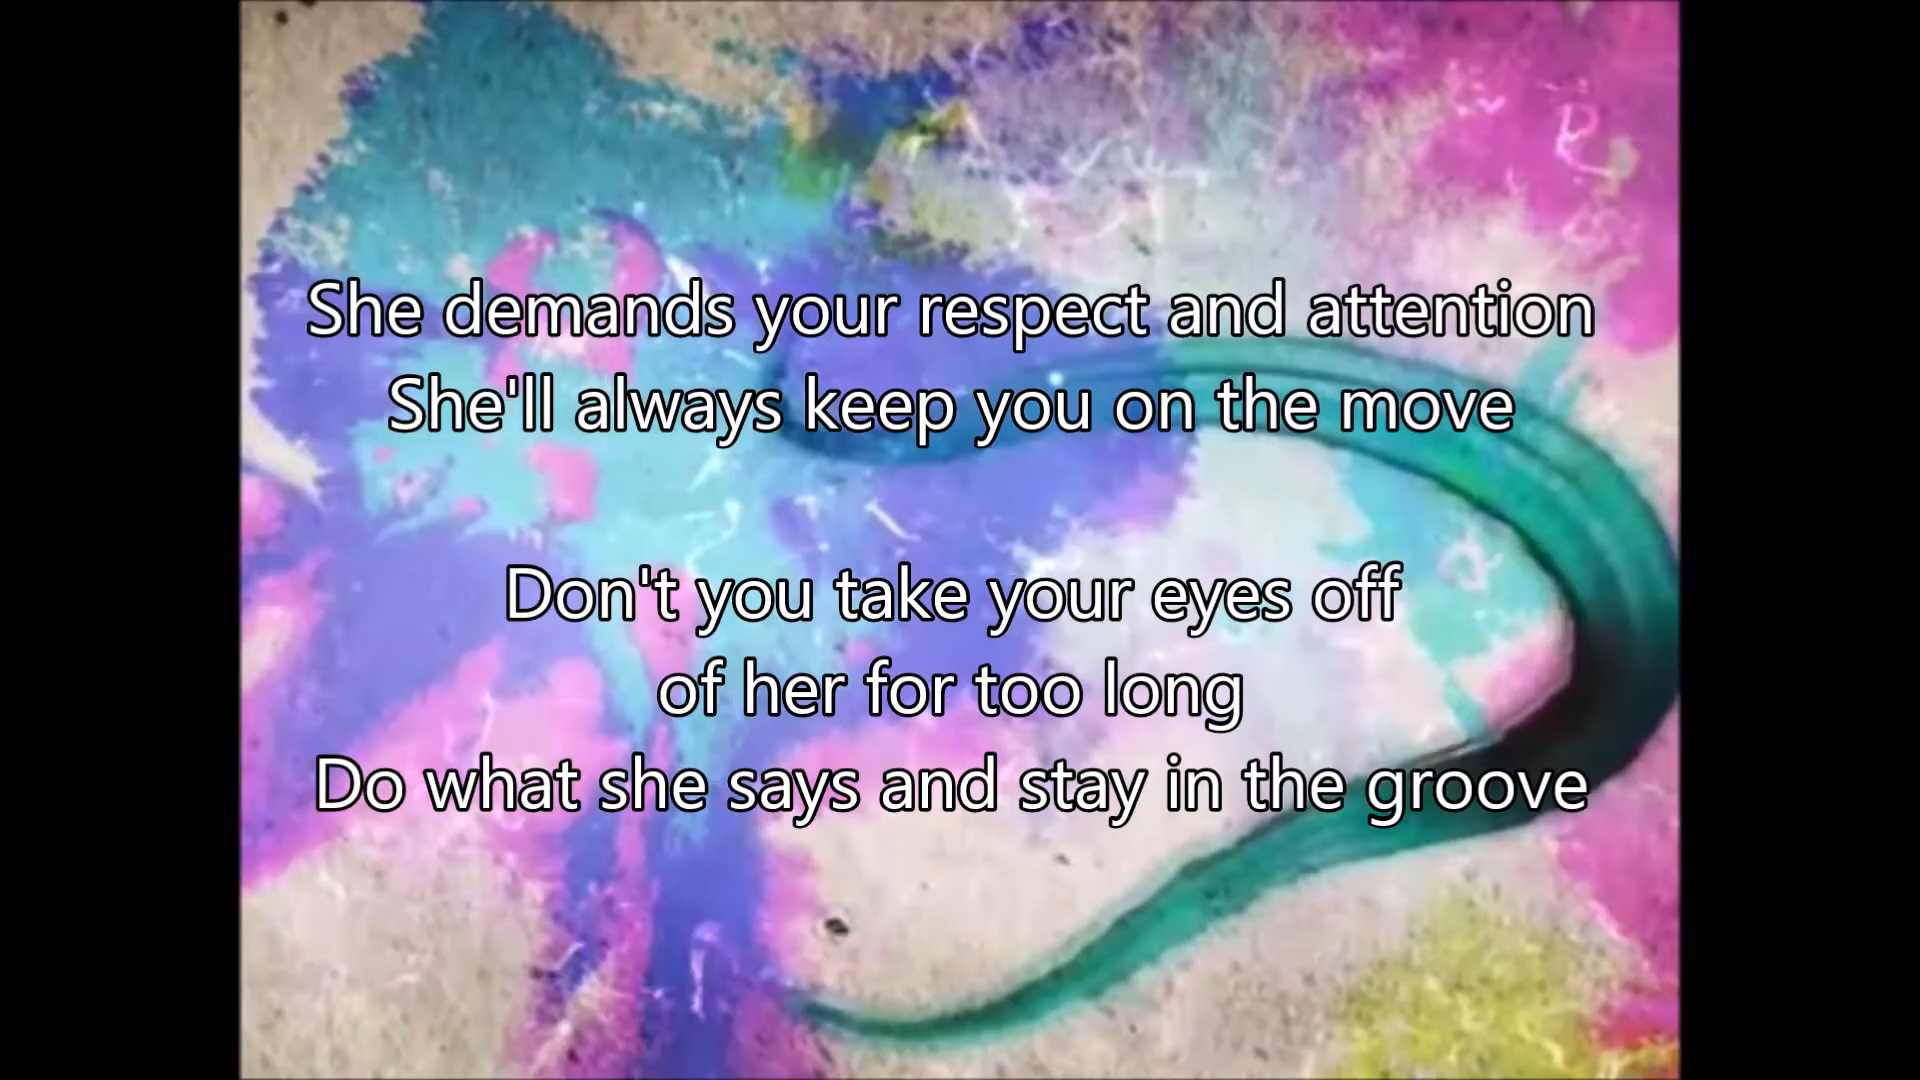 She demands your respect and attention
She'll always keep you on the move
Don't you take your eyes off
of her for too long
Do what she says and stay in the groove